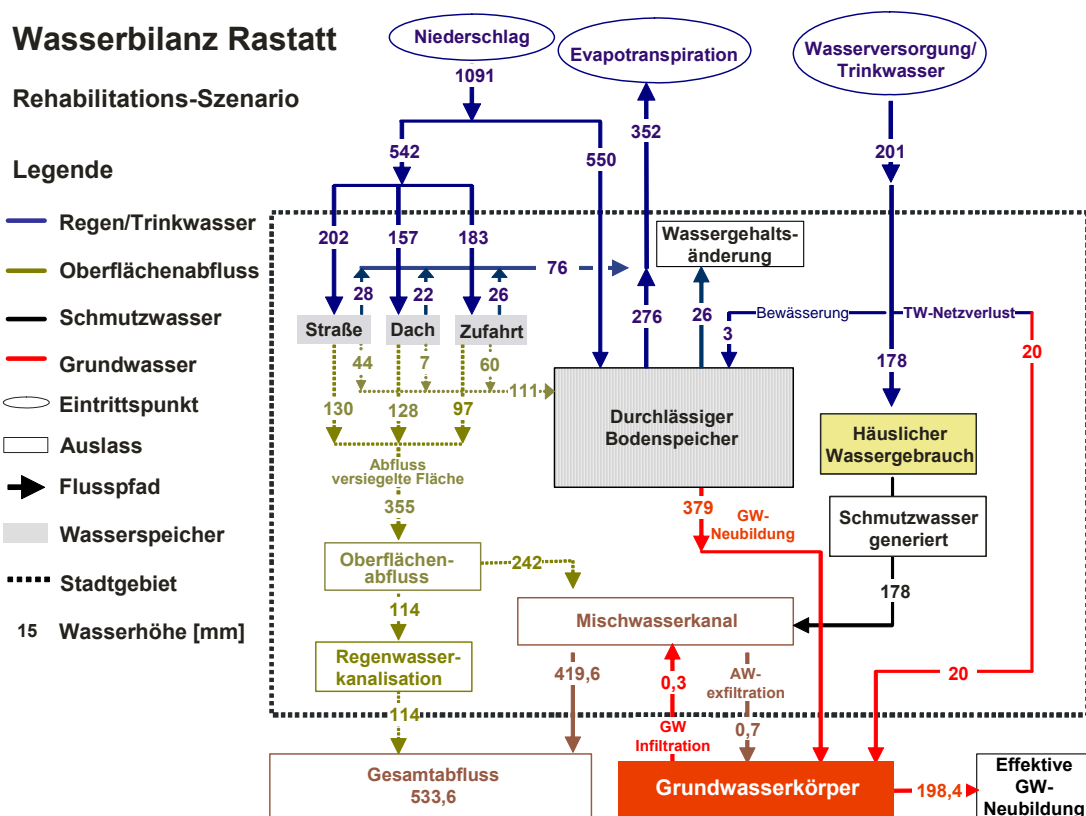 Wasserbilanz Rastatt
Rehabilitations-Szenario
Legende
Regen/Trinkwasser
Oberflächenabfluss
Schmutzwasser
Grundwasser
Eintrittspunkt
Auslass
Flusspfad
Wasserspeicher
Stadtgebiet
15 Wasserhöhe [mm]
Niederschlag
Evapotranspiration
Wasserversorgung/
Trinkwasser
1091
352
542
550
201
202
157
183
76
Wassergehalts-
änderung
28
22
26
276
26
Bewässerung
3
TW-Netzverlust
20
Straße
Dach
Zufahrt
44
7
60
111
178
130
128
97
Durchlässiger
Bodenspeicher
Häuslicher
Wassergebrauch
Abfluss
versiegelte Fläche
355
379
GW-
Neubildung
Schmutzwasser
generiert
Oberflächen-
abfluss
242
178
114
Mischwasserkanal
Regenwasser-
kanalisation
419,6
0,3
AW-
exfiltration
20
114
GW
Infiltration
0,7
Gesamtabfluss
533,6
Grundwasserkörper
198,4
Effektive
GW-
Neubildung